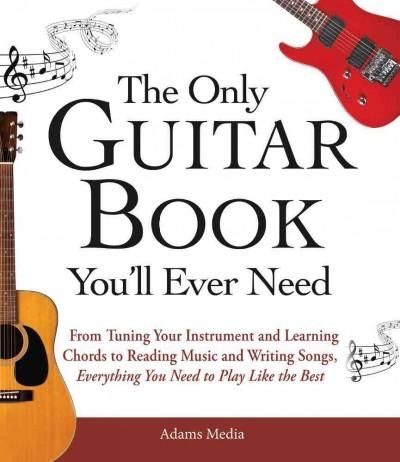 The Only
GUITAR
BOOK
You'll Ever Need
From Tuning Your Instrument and Learning
Chords to Reading Music and Writing Songs,
Everything You Need to Play Like the Best
Adams Media